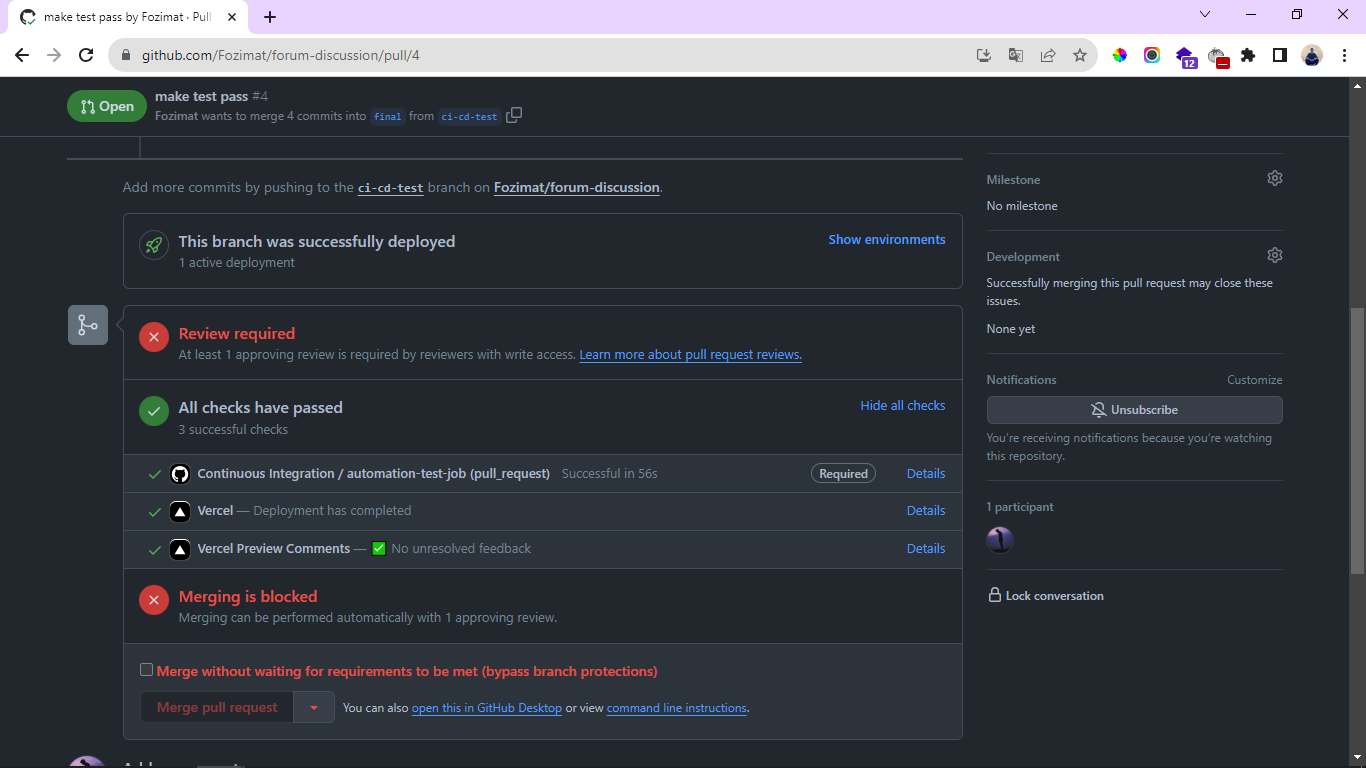 make test pass by Fozimat · Pull
github.com/Fozimat/forum-discussion/pull/4
12
Open
make test pass #4
Fozimat wants to merge 4 commits into final from ci-cd-test
Add more commits by pushing to the ci-cd-test branch on Fozimat/forum-discussion.
This branch was successfully deployed
1 active deployment
Show environments
Review required
At least 1 approving review is required by reviewers with write access. Learn more about pull request reviews.
All checks have passed
3 successful checks
Hide all checks
Continuous Integration / automation-test-job (pull_request) Successful in 56s Required Details
Vercel — Deployment has completed Details
Vercel Preview Comments — ✅ No unresolved feedback Details
Merging is blocked
Merging can be performed automatically with 1 approving review.
Merge without waiting for requirements to be met (bypass branch protections)
Merge pull request
You can also open this in GitHub Desktop or view command line instructions.
Milestone
No milestone
Development
Successfully merging this pull request may close these
issues.
None yet
Notifications Customize
Unsubscribe
You're receiving notifications because you're watching
this repository.
1 participant
Lock conversation